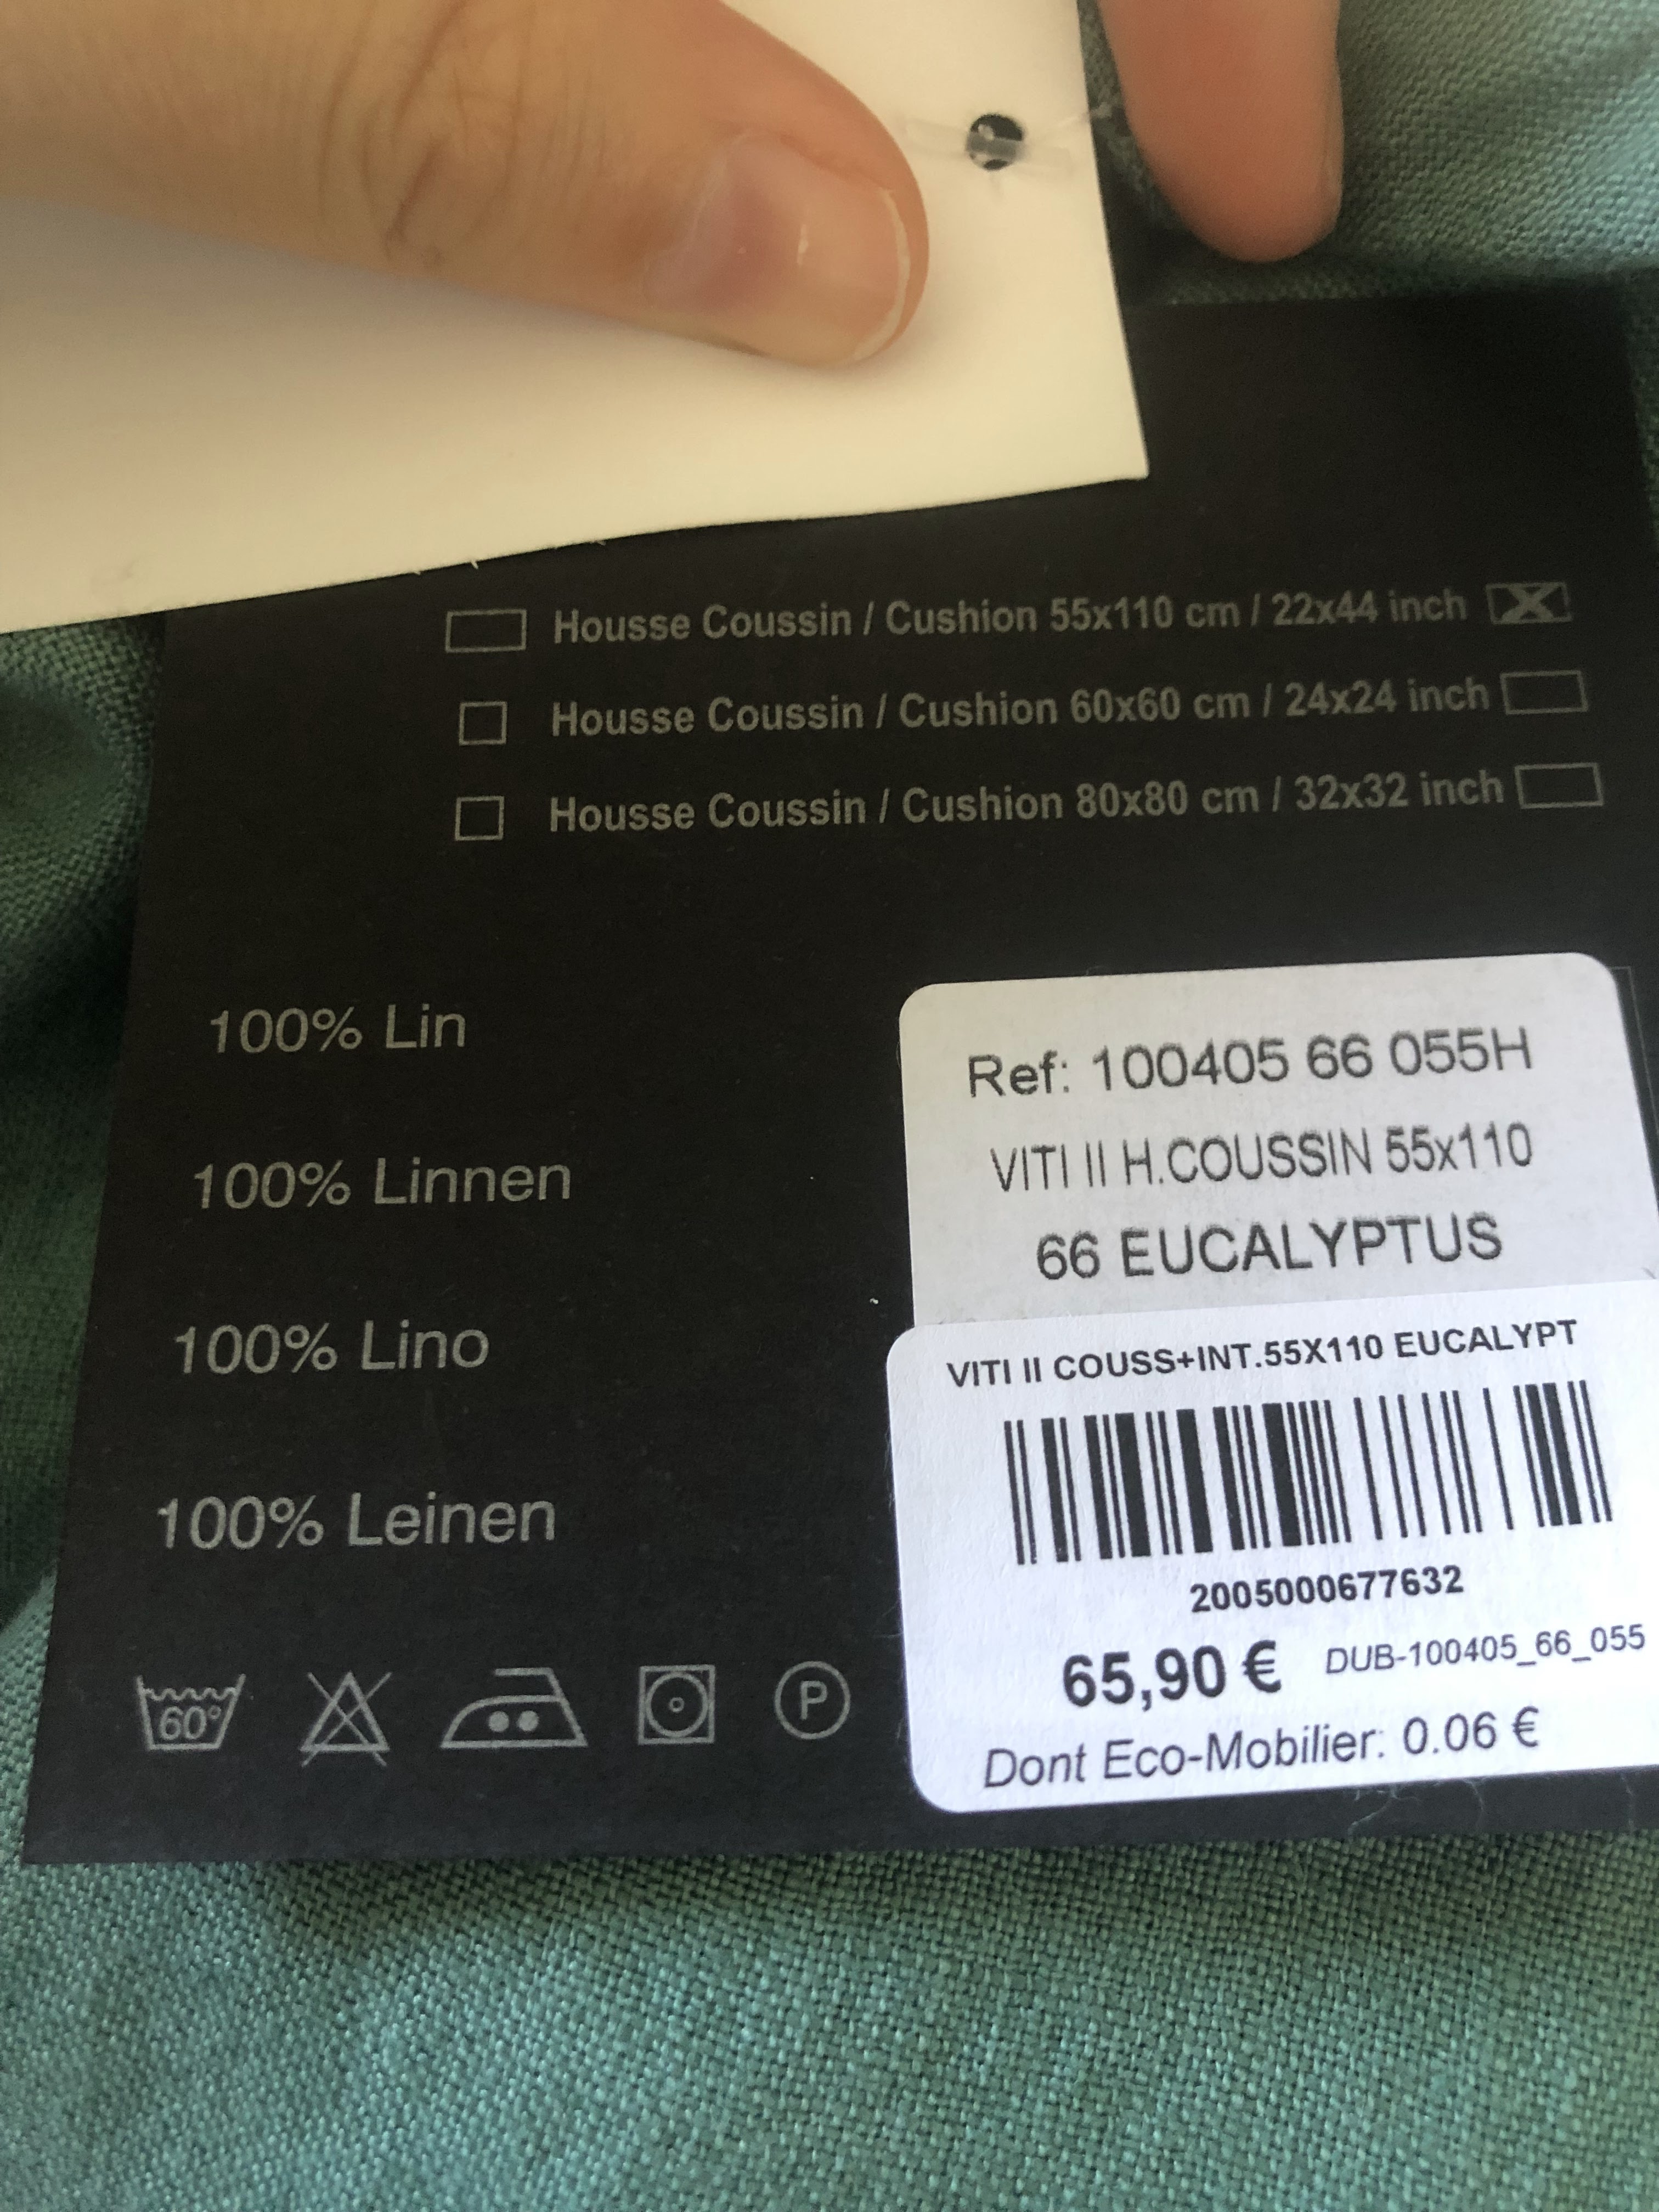 Housse Coussin / Cushion 55x110 cm / 22x44 inch
Housse Coussin / Cushion 60x60 cm / 24x24 inch
Housse Coussin / Cushion 80x80 cm / 32x32 inch
100% Lin
100% Linnen
100% Lino
100% Leinen
60°
P
Ref: 100405 66 055H
VITI II H.COUSSIN 55x110
66 EUCALYPTUS
VITI II COUSS+INT.55X110 EUCALYPT
2005000677632
65,90 € DUB-100405_66_055
Dont Eco-Mobilier: 0.06 €